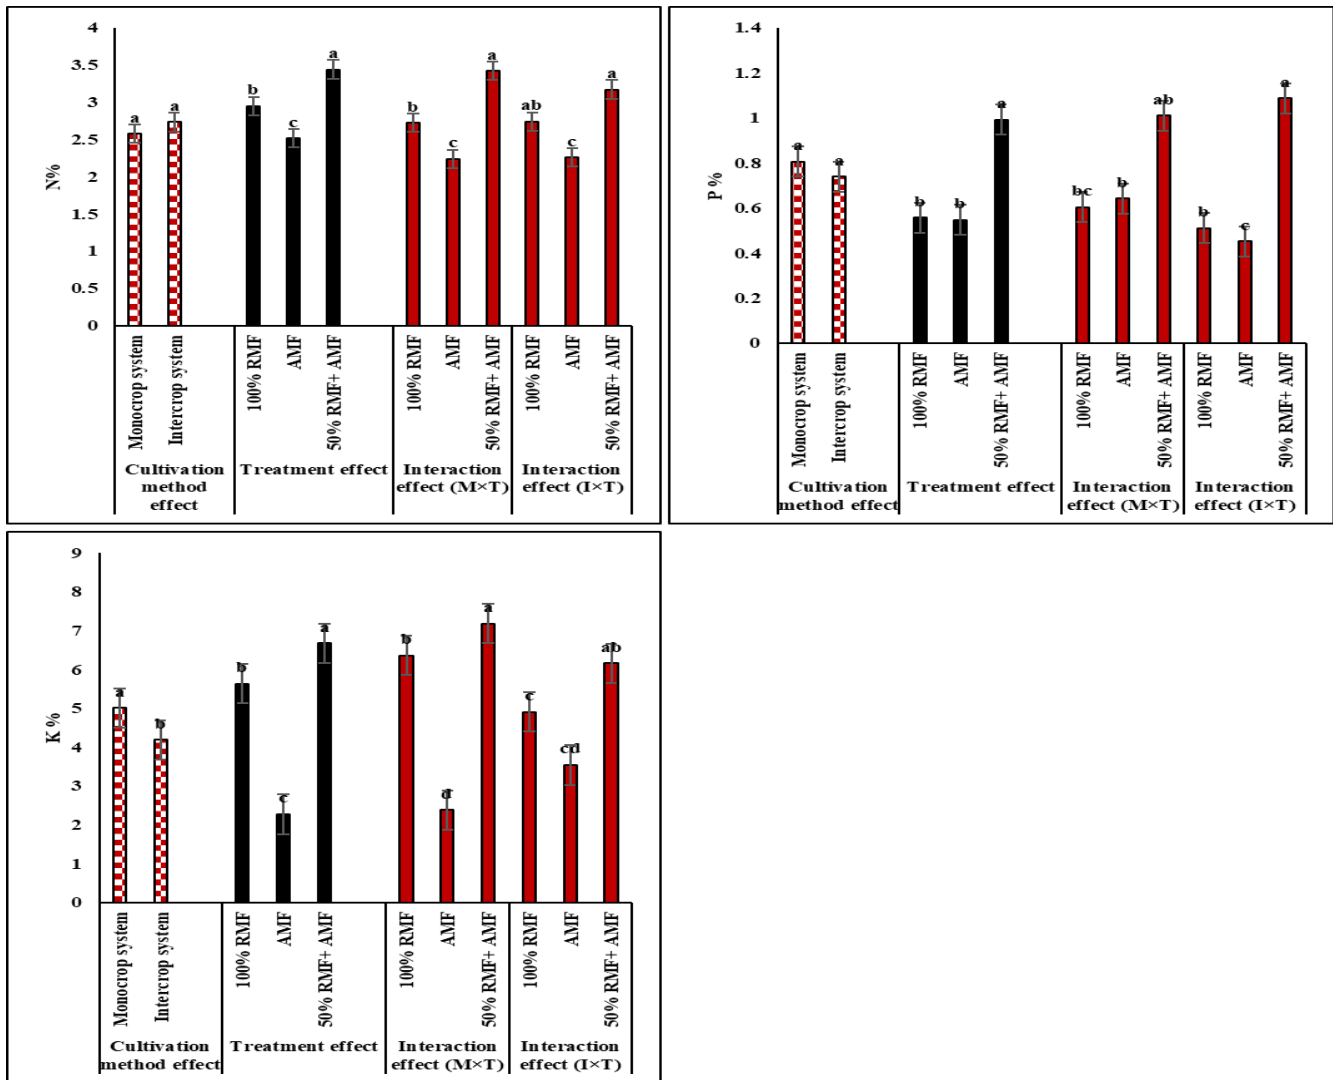 4
3.5
3
2.5
2
1.5
1
0.5
0
N%
a
a
b
c
a
b
c
a
ab
c
a
Monocrop system
Intercrop system
100% RMF
AMF
50% RMF+ AMF
100% RMF
AMF
50% RMF+ AMF
100% RMF
AMF
50% RMF+ AMF
Cultivation
method
effect
Treatment effect
Interaction
effect (M×T)
Interaction
effect (I×T)
1.4
1.2
1
0.8
0.6
0.4
0.2
0
P %
a
a
b
b
a
bc
b
ab
b
c
a
Monocrop system
Intercrop system
100% RMF
AMF
50% RMF+ AMF
100% RMF
AMF
50% RMF+ AMF
100% RMF
AMF
50% RMF+ AMF
Cultivation
method effect
Treatment effect
Interaction
effect (M×T)
Interaction
effect (I×T)
9
8
7
6
5
4
3
2
1
0
K %
a
b
b
c
a
b
d
a
c
cd
ab
Monocrop system
Intercrop system
100% RMF
AMF
50% RMF+ AMF
100% RMF
AMF
50% RMF+ AMF
100% RMF
AMF
50% RMF+ AMF
Cultivation
method effect
Treatment effect
Interaction
effect (M×T)
Interaction
effect (I×T)